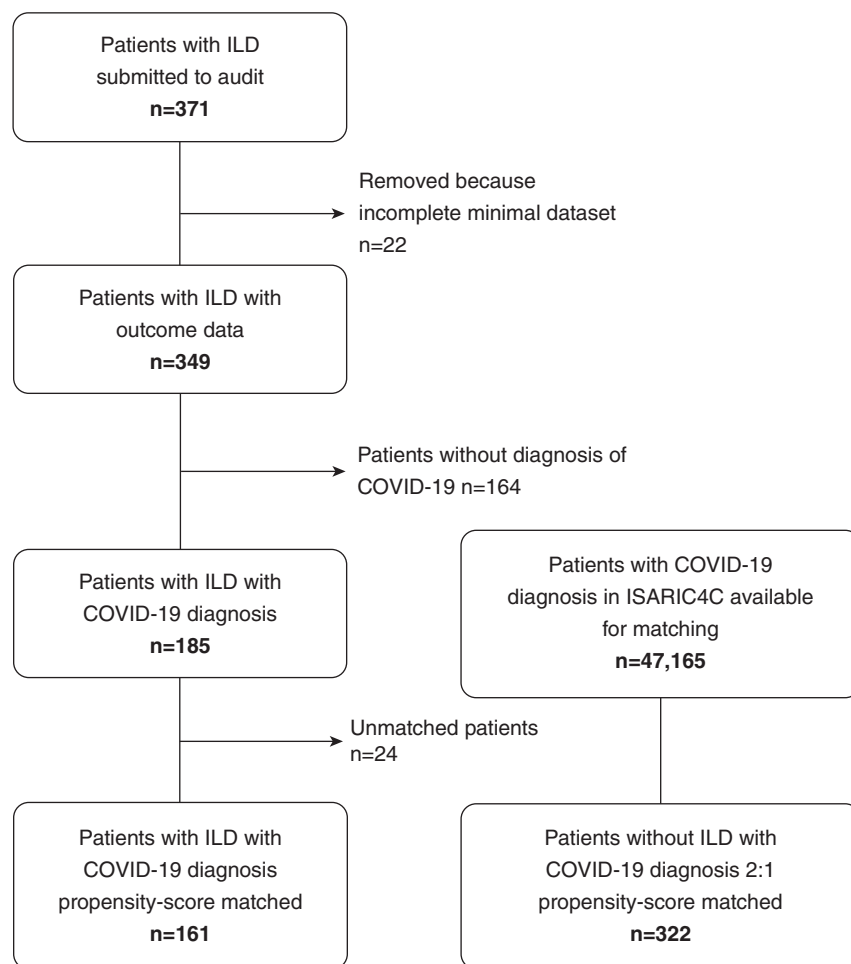 Patients with ILD
submitted to audit
n=371
Removed because
incomplete minimal dataset
n=22
Patients with ILD with
outcome data
n=349
Patients without diagnosis of
COVID-19 n=164
Patients with ILD with
COVID-19 diagnosis
n=185
Patients with COVID-19
diagnosis in ISARIC4C available
for matching
n=47,165
Unmatched patients
n=24
Patients with ILD with
COVID-19 diagnosis
propensity-score matched
n=161
Patients without ILD with
COVID-19 diagnosis 2:1
propensity-score matched
n=322